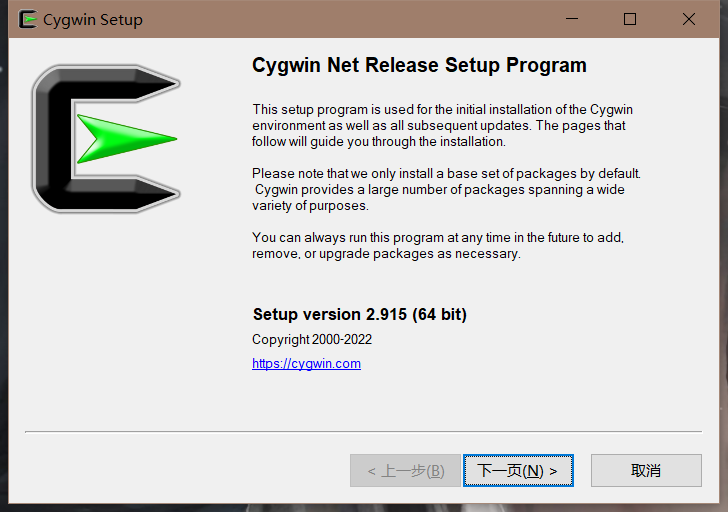 Cygwin Setup
Cygwin Net Release Setup Program
This setup program is used for the initial installation of the Cygwin
environment as well as all subsequent updates. The pages that
follow will guide you through the installation.
Please note that we only install a base set of packages by default.
Cygwin provides a large number of packages spanning a wide
variety of purposes.
You can always run this program at any time in the future to add,
remove, or upgrade packages as necessary.
Setup version 2.915 (64 bit)
Copyright 2000-2022
https://cygwin.com
< 上一步(B)
下一页(N) >
取消